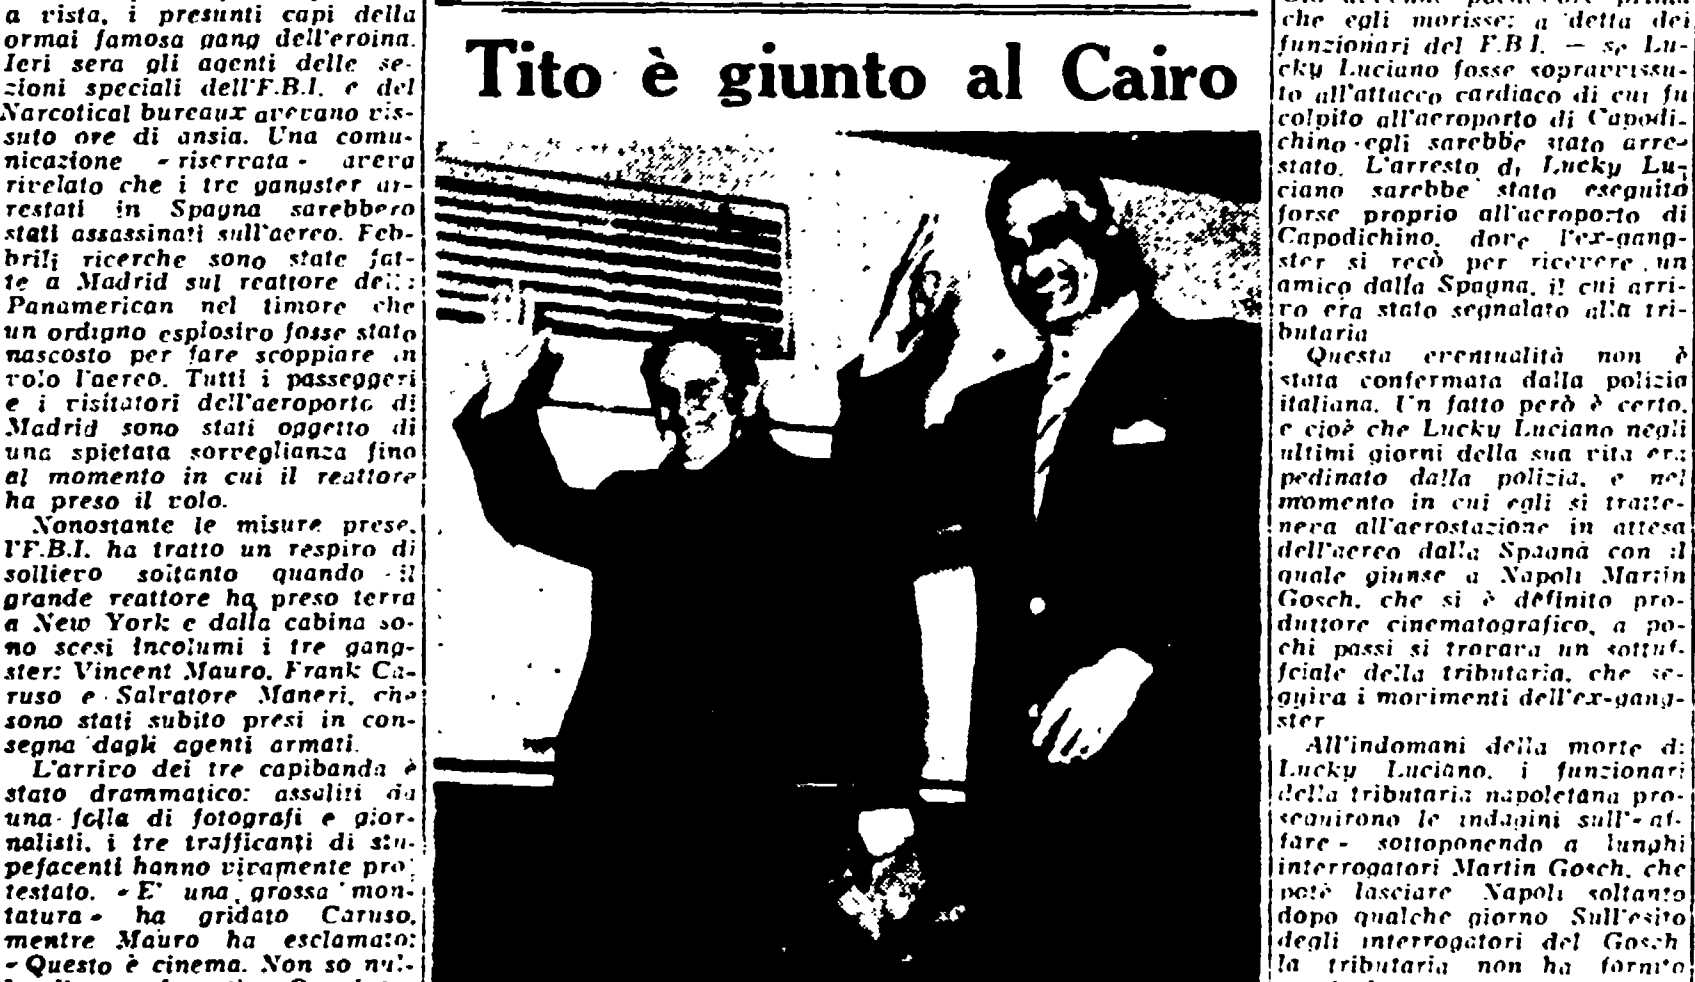 a vista, i presunti capi della
ormai famosa gang dell'eroina.
Ieri sera gli agenti delle se-
zioni speciali dell'F.B.I. e del
Narcotical bureaux avevano vis-
suto ore di ansia. Una comu-
nicazione - riservata - aveva
rivelato che i tre gangster ar-
restati in Spagna sarebbero
stati assassinati sull'aereo. Feb-
brili ricerche sono state fat-
te a Madrid sul reattore della
Panamerican nel timore che
un ordigno esplosivo fosse stato
nascosto per fare scoppiare in
volo l'aereo. Tutti i passeggeri
e i visitatori dell'aeroporto di
Madrid sono stati oggetto di
una spietata sorveglianza fino
al momento in cui il reattore
ha preso il volo.
Nonostante le misure prese,
l'F.B.I. ha tratto un respiro di
sollievo soltanto quando il
grande reattore ha preso terra
a New York e dalla cabina so-
no scesi incolumi i tre gang-
ster: Vincent Mauro, Frank Ca-
ruso e Salvatore Maneri, che
sono stati subito presi in con-
segna dagli agenti armati.
L'arrivo dei tre capibanda è
stato drammatico: assaliti da
una folla di fotografi e gior-
nalisti, i tre trafficanti di stu-
pefacenti hanno vivamente pro-
testato. - E' una grossa mon-
tatura - ha gridato Caruso,
mentre Mauro ha esclamato:
- Questo è cinema. Non so nul-
Tito è giunto al Cairo
che egli morisse: a detta dei
funzionari del F.B.I. — se Lu-
cky Luciano fosse sopravvissu-
to all'attacco cardiaco di cui fu
colpito all'aeroporto di Capodi-
chino egli sarebbe stato arre-
stato. L'arresto di Lucky Lu-
ciano sarebbe stato eseguito
forse proprio all'aeroporto di
Capodichino, dove l'ex-gang-
ster si recò per ricevere un
amico dalla Spagna, il cui arri-
vo era stato segnalato alla tri-
butaria
Questa eventualità non è
stata confermata dalla polizia
italiana. Un fatto però è certo,
e cioè che Lucky Luciano negli
ultimi giorni della sua vita era
pedinato dalla polizia, e nel
momento in cui egli si tratte-
neva all'aerostazione in attesa
dell'aereo dalla Spagna con il
quale giunse a Napoli Martin
Gosch, che si è definito pro-
duttore cinematografico, a po-
chi passi si trovava un sottuf-
ficiale della tributaria, che se-
guiva i movimenti dell'ex-gang-
ster
All'indomani della morte di
Lucky Luciano, i funzionari
della tributaria napoletana pro-
seguirono le indagini sull'- af-
fare - sottoponendo a lunghi
interrogatori Martin Gosch, che
potè lasciare Napoli soltanto
dopo qualche giorno Sull'esito
degli interrogatori del Gosch
la tributaria non ha fornito